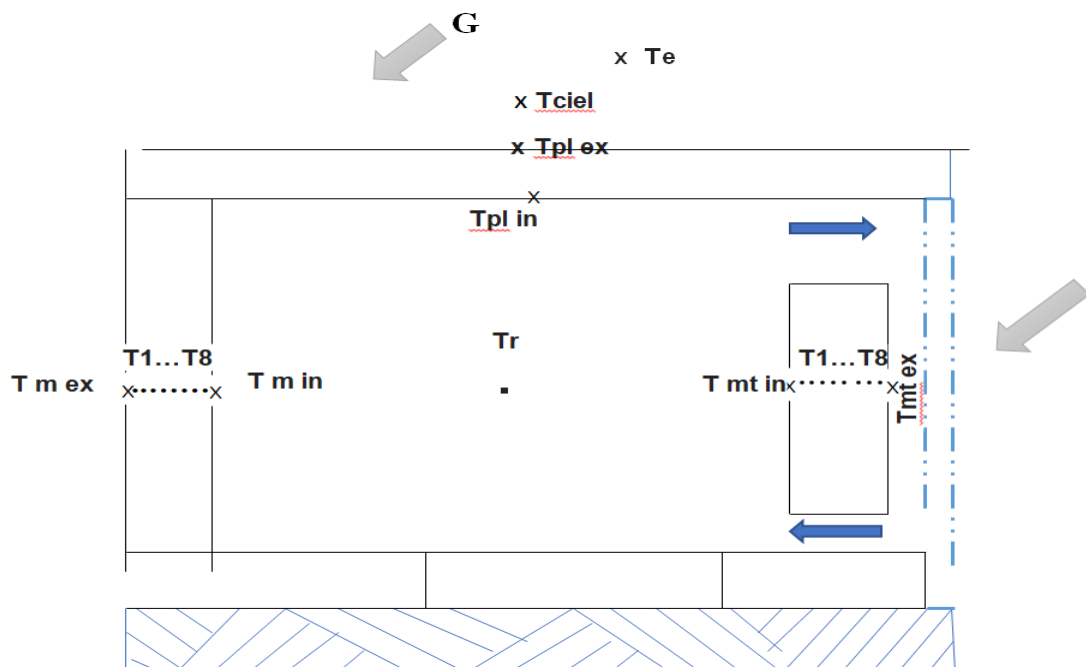 G
x Te
x Tciel
x Tpl ex
x
Tpl in
Tr
T1...T8
T m ex
x
x
T m in
T1...T8
T mt in
x
x
Tmt ex